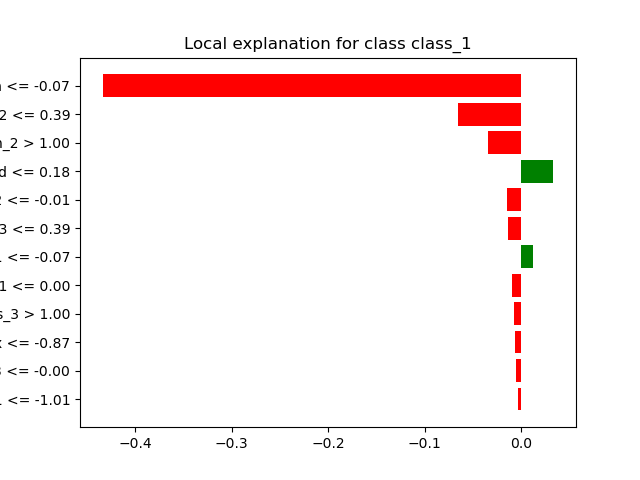 Local explanation for class class_1
<= -0.07
2 <= 0.39
_2 > 1.00
d <= 0.18
<= -0.01
3 <= 0.39
<= -0.07
1 <= 0.00
s_3 > 1.00
<= -0.87
<= -0.00
<= -1.01
−0.4 −0.3 −0.2 −0.1 0.0